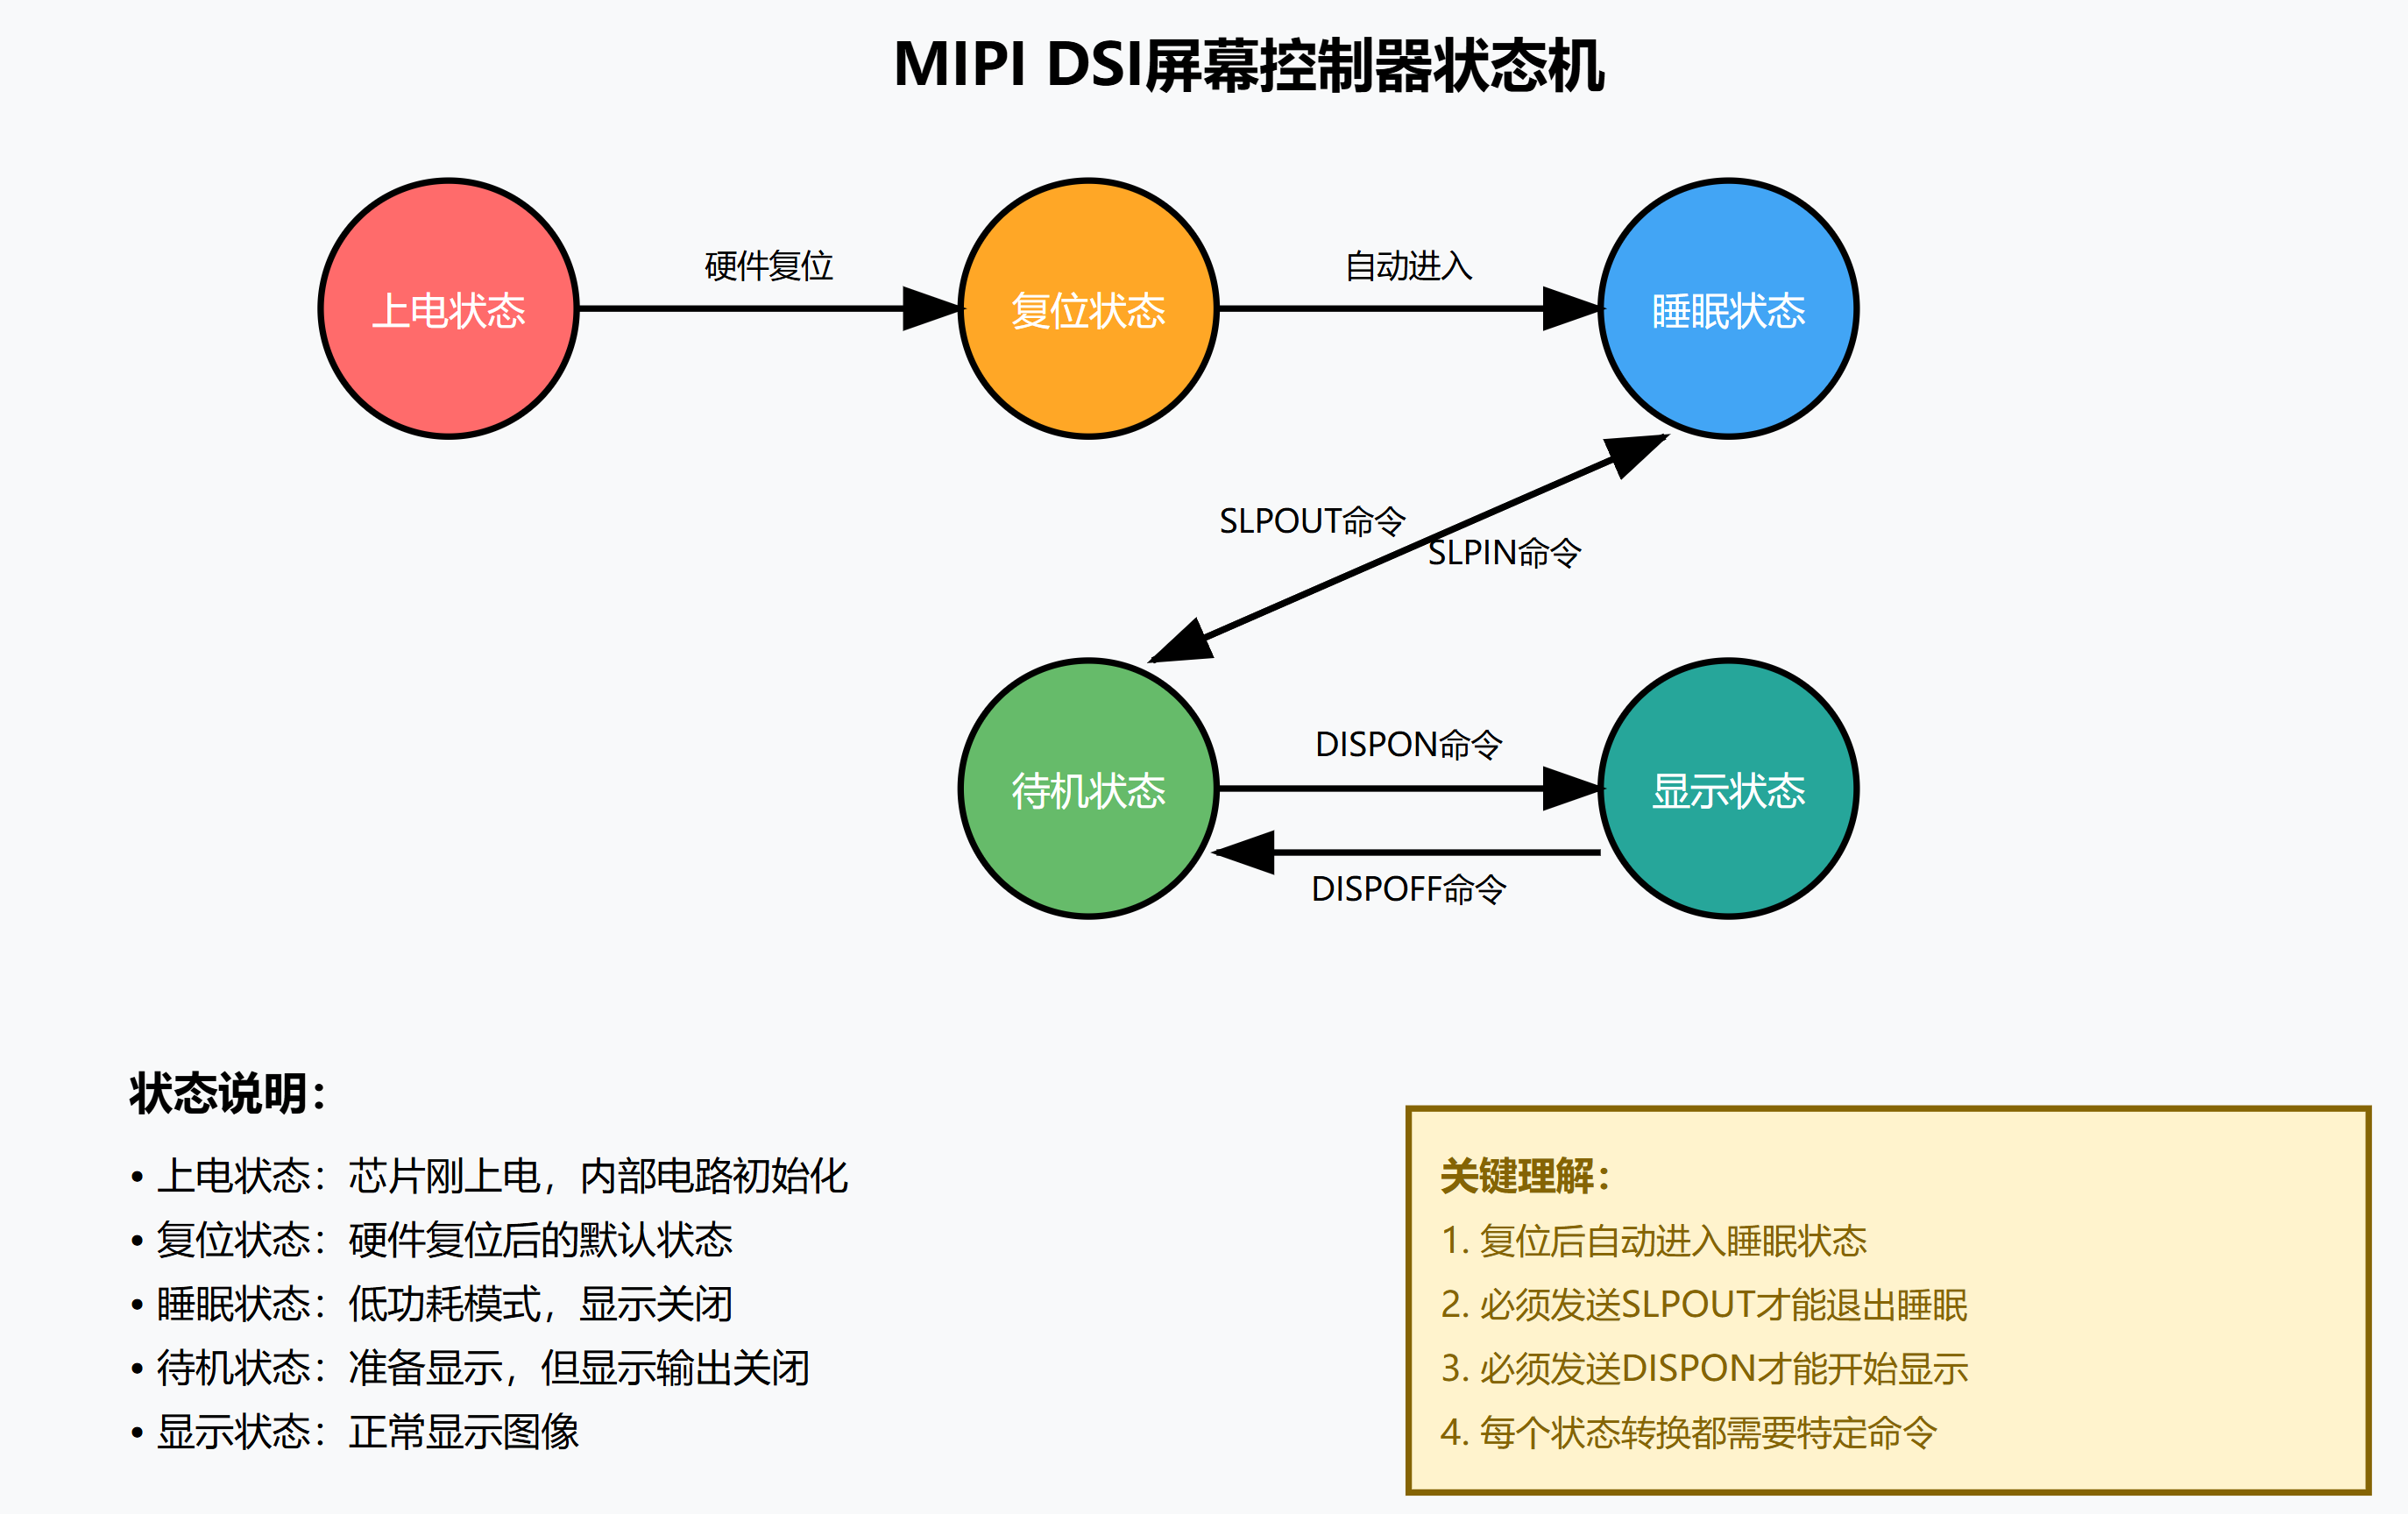 MIPI DSI屏幕控制器状态机
硬件复位
自动进入
上电状态
复位状态
睡眠状态
SLPOUT命令
SLPIN命令
DISPON命令
待机状态
显示状态
DISPOFF命令
状态说明：
• 上电状态：芯片刚上电，内部电路初始化
• 复位状态：硬件复位后的默认状态
• 睡眠状态：低功耗模式，显示关闭
• 待机状态：准备显示，但显示输出关闭
• 显示状态：正常显示图像
关键理解：
1. 复位后自动进入睡眠状态
2. 必须发送SLPOUT才能退出睡眠
3. 必须发送DISPON才能开始显示
4. 每个状态转换都需要特定命令